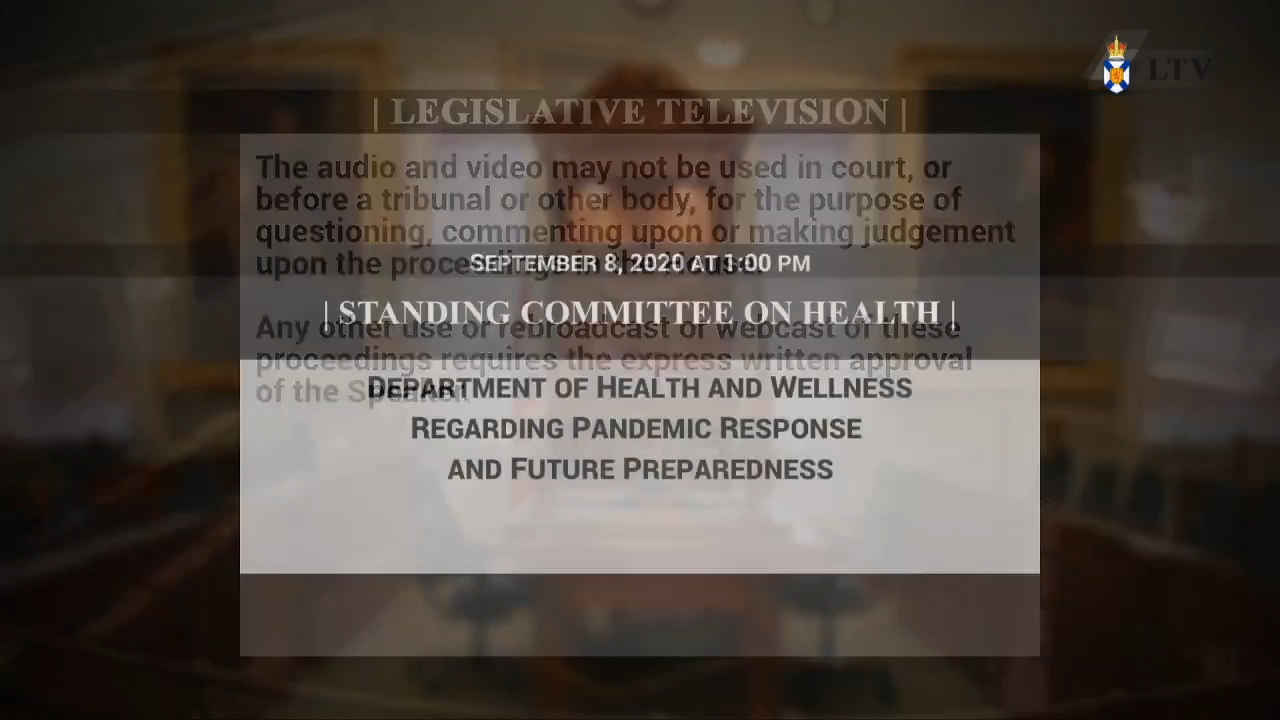 LTV
| LEGISLATIVE TELEVISION |
The audio and video may not be used in court, or
before a tribunal or other body, for the purpose of
questioning, commenting upon or making judgement
upon the proceedings in the House.
SEPTEMBER 8, 2020 AT 1:00 PM
| STANDING COMMITTEE ON HEALTH |
Any other use or rebroadcast or webcast of these
proceedings requires the express written approval
of the Speaker.
DEPARTMENT OF HEALTH AND WELLNESS
REGARDING PANDEMIC RESPONSE
AND FUTURE PREPAREDNESS